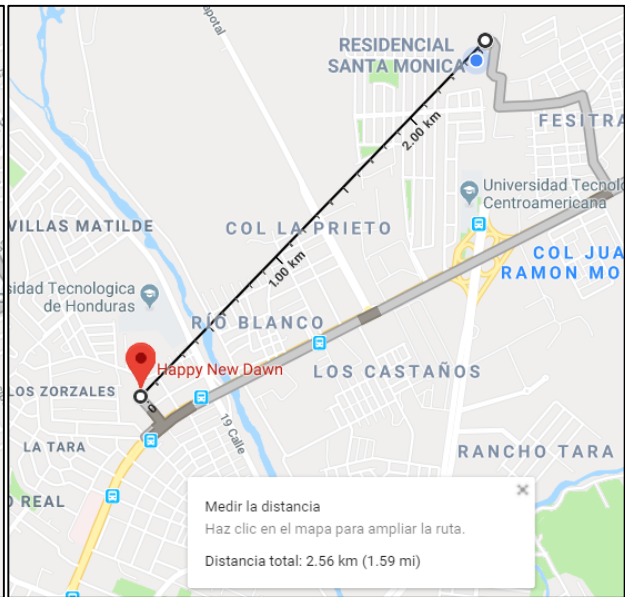 RESIDENCIAL
SANTA MONICA
2.00 km
FESITRA
Universidad Tecnol
Centroamericana
VILLAS MATILDE
COL LA PRIETO
COL JUA
RAMON MO
1.00 km
sidad Tecnologica
de Honduras
RÍO BLANCO
Happy New Dawn
LOS CASTAÑOS
LOS ZORZALES
0
19 Calle
LA TARA
RANCHO TARA
O REAL
Medir la distancia
Haz clic en el mapa para ampliar la ruta.
Distancia total: 2.56 km (1.59 mi)